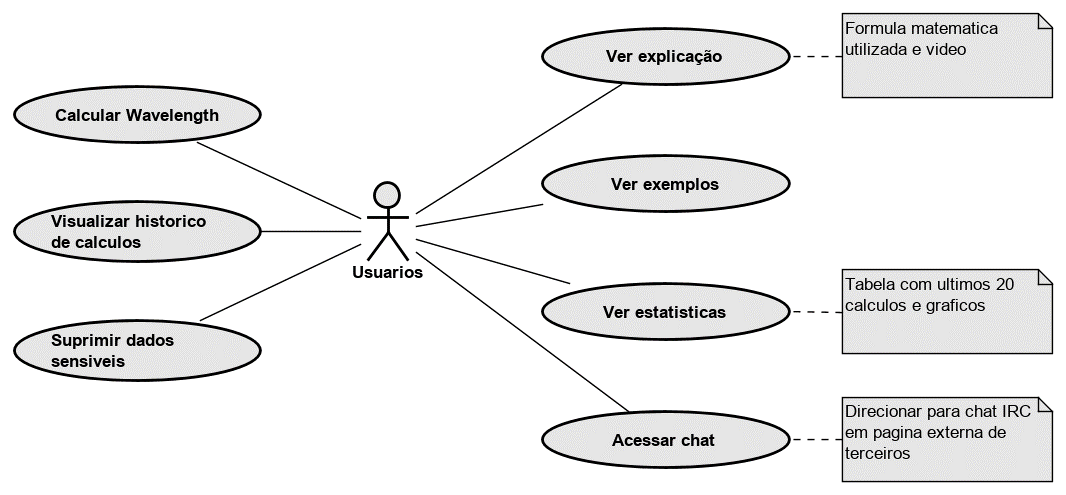 Calcular Wavelength
Visualizar historico
de calculos
Suprimir dados
sensiveis
Usuarios
Ver explicação
Formula matematica
utilizada e video
Ver exemplos
Ver estatisticas
Tabela com ultimos 20
calculos e graficos
Acessar chat
Direcionar para chat IRC
em pagina externa de
terceiros